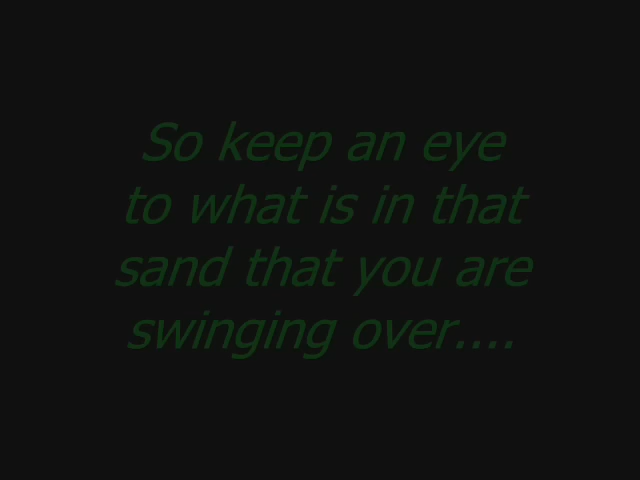 So keep an eye
to what is in that
sand that you are
swinging over....